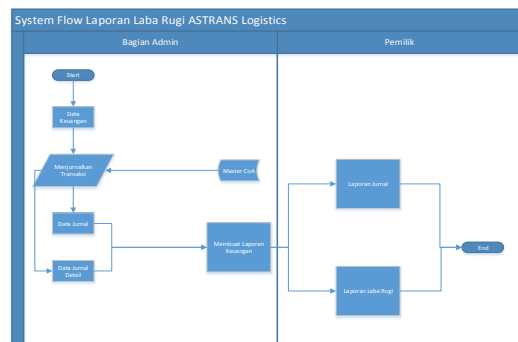 System Flow Laporan Laba Rugi ASTRANS Logistics
Bagian Admin
Pemilik
Start
Data
Keuangan
Menjurnalkan
Transaksi
Master CoA
Laporan Jurnal
Data Jurnal
Membuat Laporan
Keuangan
End
Data Jurnal
Detail
Laporan Laba Rugi